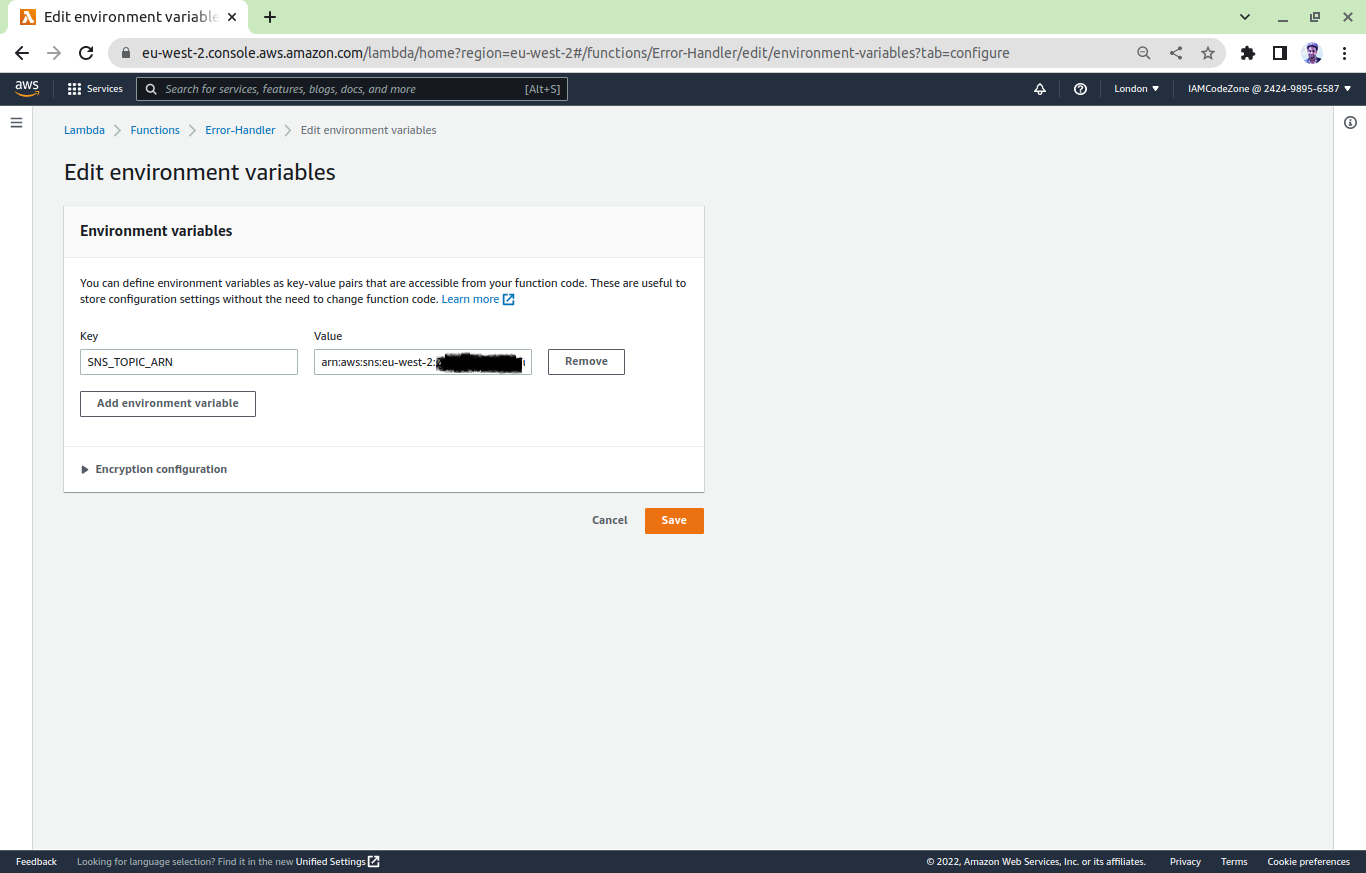 Edit environment variable
eu-west-2.console.aws.amazon.com/lambda/home?region=eu-west-2#/functions/Error-Handler/edit/environment-variables?tab=configure
aws Services Search for services, features, blogs, docs, and more [Alt+S] London IAMCodeZone @ 2424-9895-6587
Lambda Functions Error-Handler Edit environment variables
Edit environment variables
Environment variables
You can define environment variables as key-value pairs that are accessible from your function code. These are useful to
store configuration settings without the need to change function code. Learn more
Key Value
SNS_TOPIC_ARN arn:aws:sns:eu-west-2: Remove
Add environment variable
Encryption configuration
Cancel Save
Feedback Looking for language selection? Find it in the new Unified Settings © 2022, Amazon Web Services, Inc. or its affiliates. Privacy Terms Cookie preferences